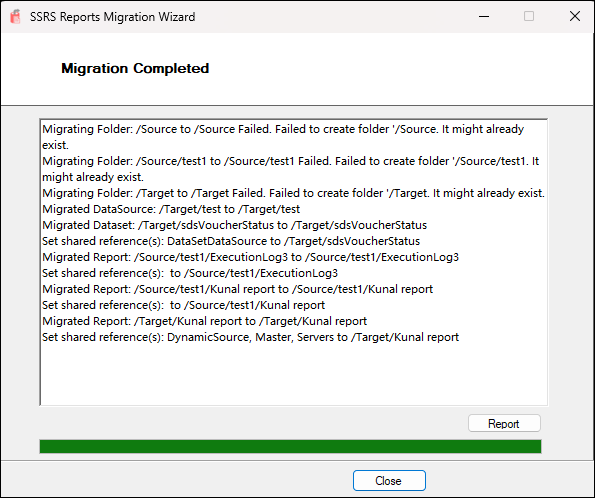 SSRS Reports Migration Wizard
Migration Completed
Migrating Folder: /Source to /Source Failed. Failed to create folder '/Source. It might already
exist.
Migrating Folder: /Source/test1 to /Source/test1 Failed. Failed to create folder '/Source/test1. It
might already exist.
Migrating Folder: /Target to /Target Failed. Failed to create folder '/Target. It might already exist.
Migrated DataSource: /Target/test to /Target/test
Migrated Dataset: /Target/sdsVoucherStatus to /Target/sdsVoucherStatus
Set shared reference(s): DataSetDataSource to /Target/sdsVoucherStatus
Migrated Report: /Source/test1/ExecutionLog3 to /Source/test1/ExecutionLog3
Set shared reference(s):  to /Source/test1/ExecutionLog3
Migrated Report: /Source/test1/Kunal report to /Source/test1/Kunal report
Set shared reference(s):  to /Source/test1/Kunal report
Migrated Report: /Target/Kunal report to /Target/Kunal report
Set shared reference(s): DynamicSource, Master, Servers to /Target/Kunal report
Report
Close